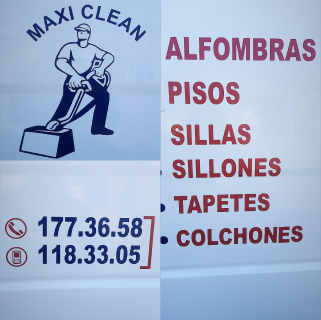 MAXI CLEAN
177.36.58
118.33.05
ALFOMBRAS
PISOS
SILLAS
• SILLONES
• TAPETES
• COLCHONES